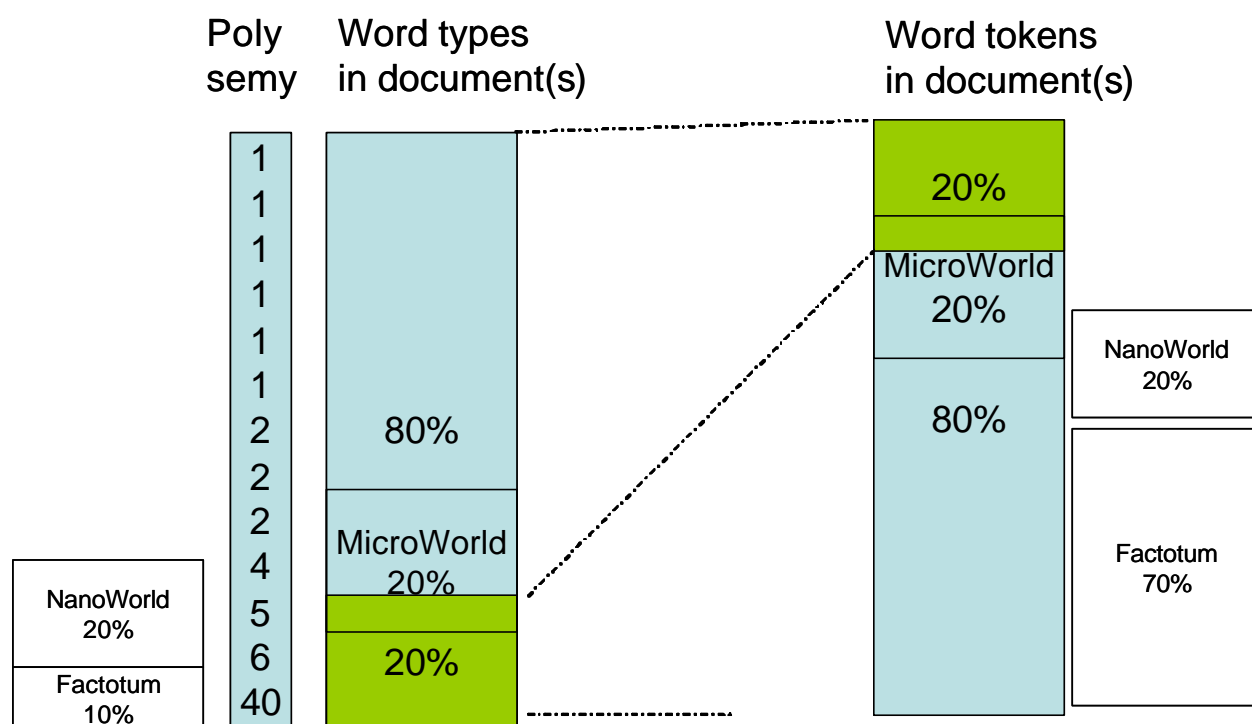 Poly
semy
Word types
in document(s)
Word tokens
in document(s)
1
1
1
1
1
1
2
2
2
4
5
6
40
80%
MicroWorld
20%
20%
NanoWorld
20%
Factotum
10%
20%
MicroWorld
20%
80%
NanoWorld
20%
Factotum
70%